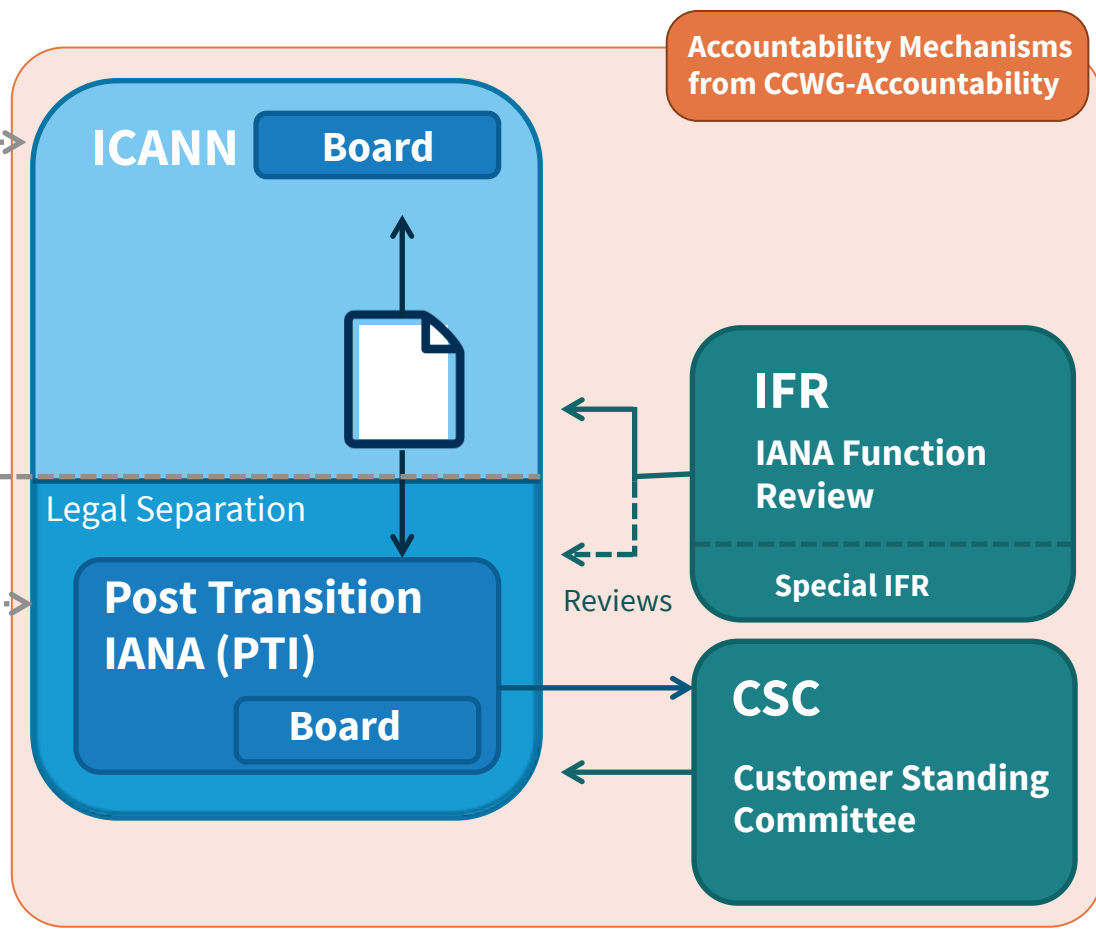 Accountability Mechanisms
from CCWG-Accountability
ICANN
Board
Legal Separation
Post Transition
IANA (PTI)
Board
IFR
IANA Function
Review
Special IFR
Reviews
CSC
Customer Standing
Committee